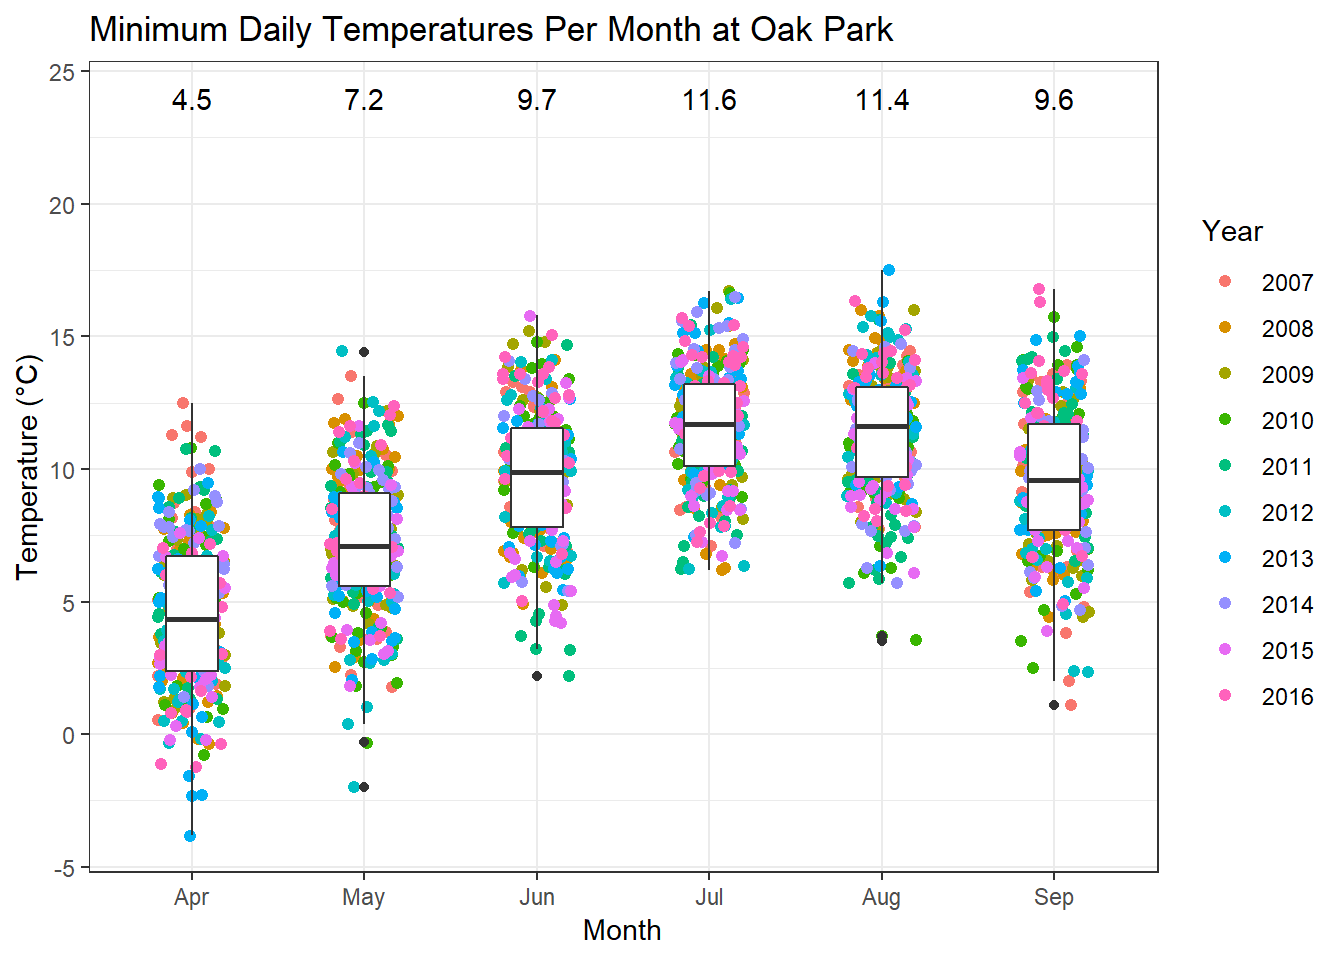 Minimum Daily Temperatures Per Month at Oak Park
25
20
15
10
5
0
-5
Temperature (°C)
4.5 7.2 9.7 11.6 11.4 9.6
Apr May Jun Jul Aug Sep
Month
Year
2007
2008
2009
2010
2011
2012
2013
2014
2015
2016